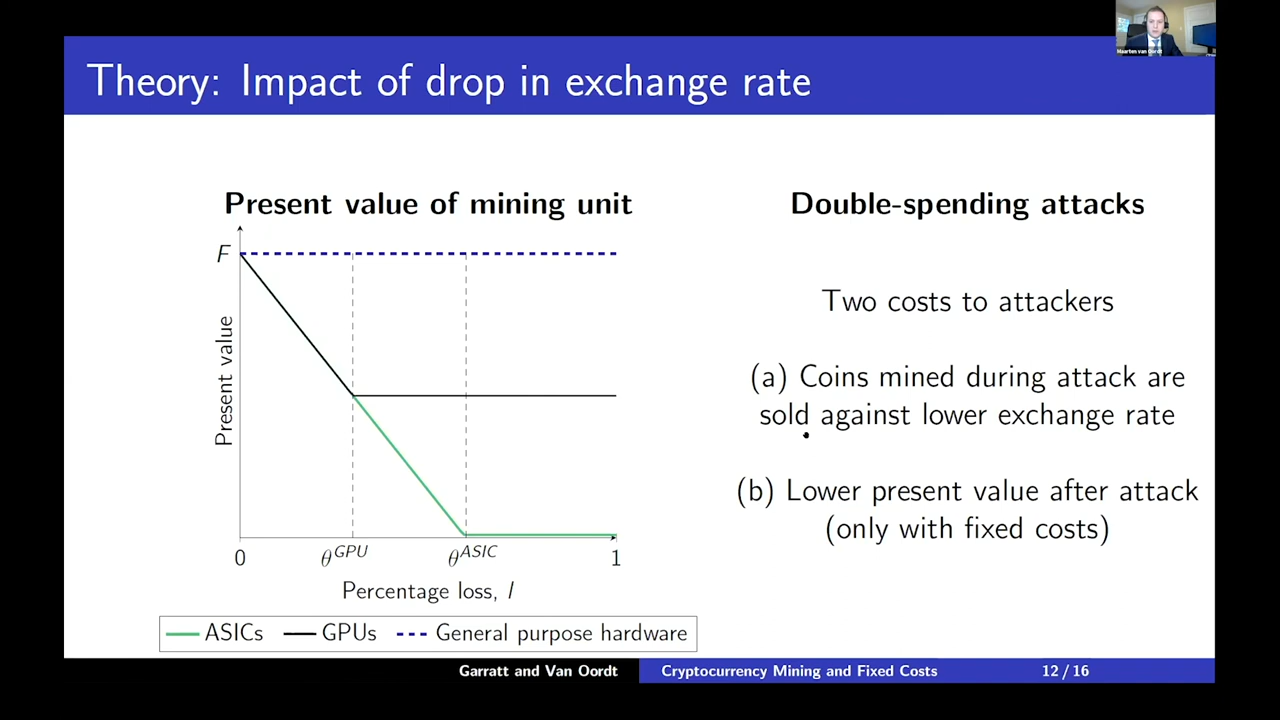 Maarten van Oordt
Theory: Impact of drop in exchange rate
Present value of mining unit
F
Present value
0
θ^GPU
θ^ASIC
1
Percentage loss, l
ASICs
GPUs
General purpose hardware
Double-spending attacks
Two costs to attackers
(a) Coins mined during attack are
sold against lower exchange rate
(b) Lower present value after attack
(only with fixed costs)
Garratt and Van Oordt
Cryptocurrency Mining and Fixed Costs
12 / 16